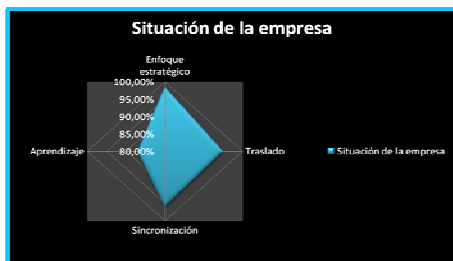 Situación de la empresa
Enfoque
estratégico
100,00%
95,00%
90,00%
85,00%
80,00%
Aprendizaje
Traslado
Situación de la empresa
Sincronización